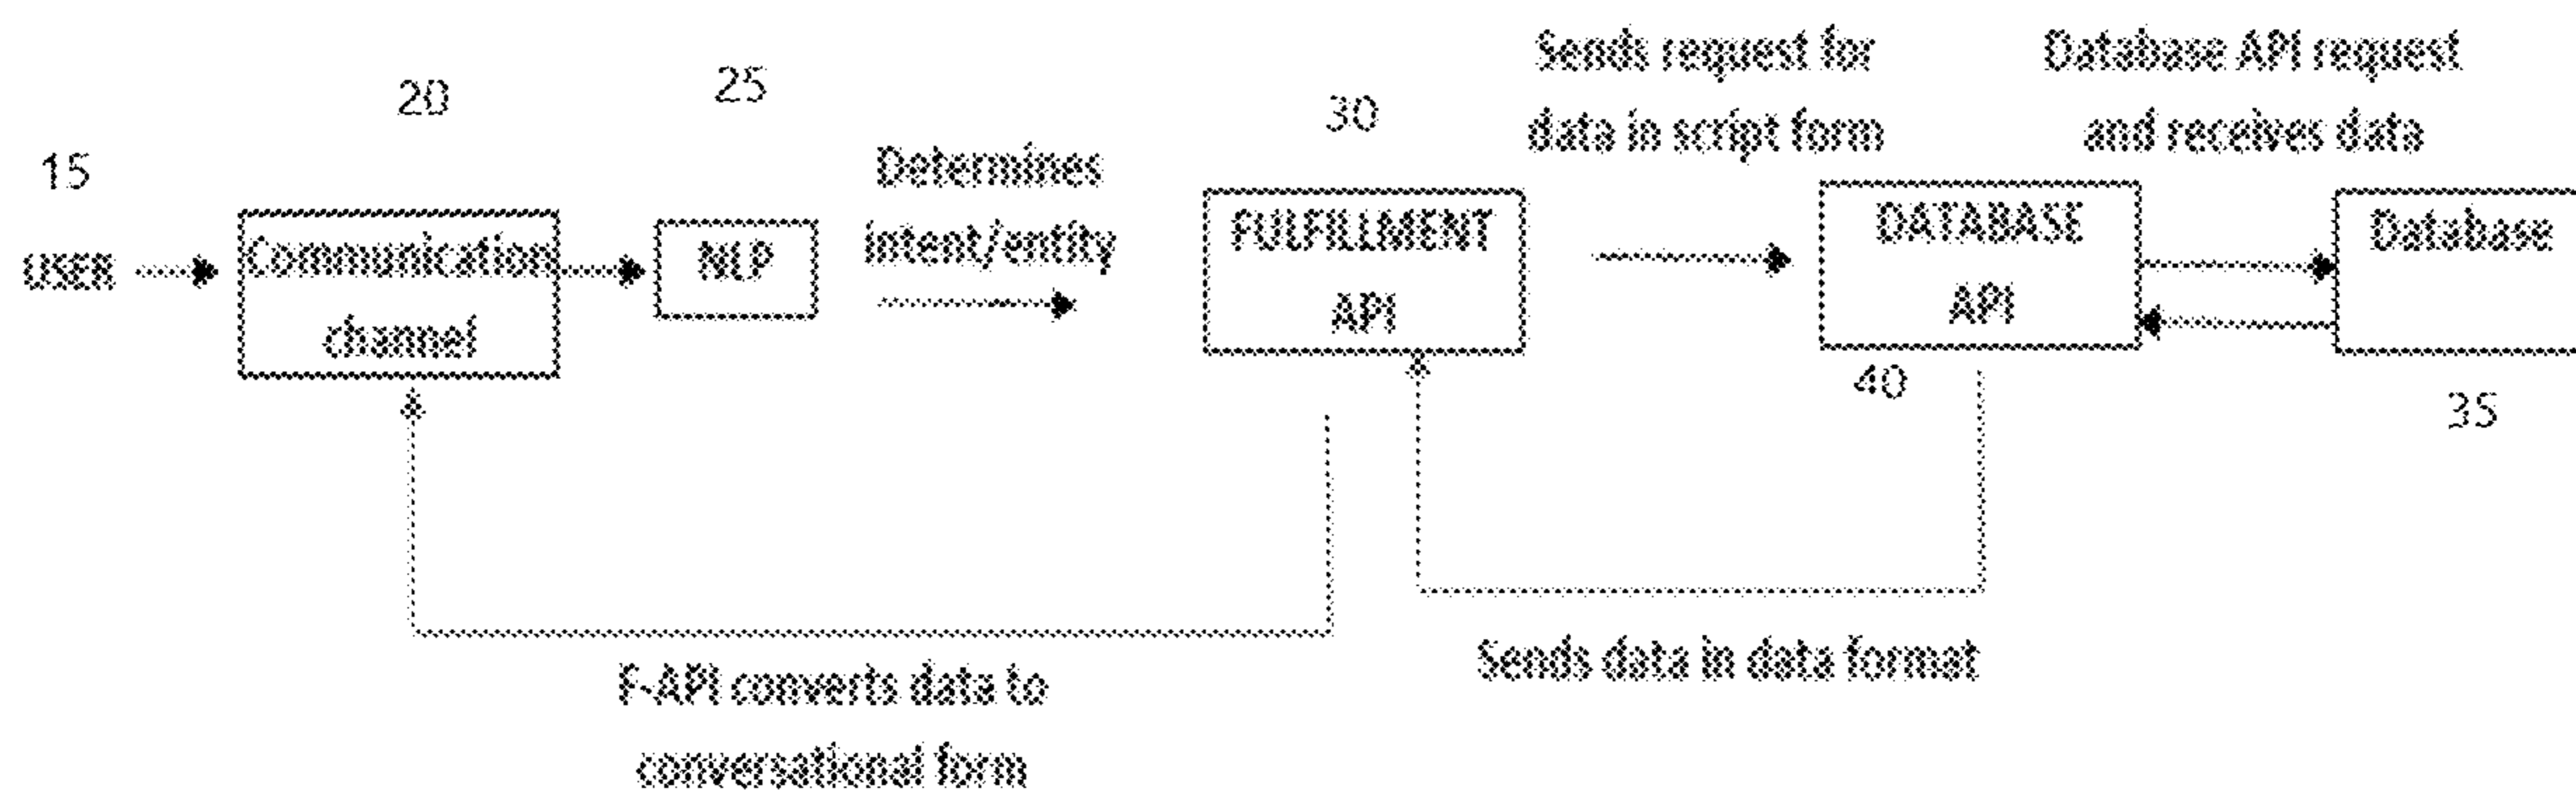 15
USER
20
Communication
channel
25
NLP
Determines
intent/entity
30
FULFILLMENT
API
Sends request for
data in script form
DATABASE
API
40
Database API request
and receives data
Database
35
F-API converts data to
conversational form
Sends data in data format